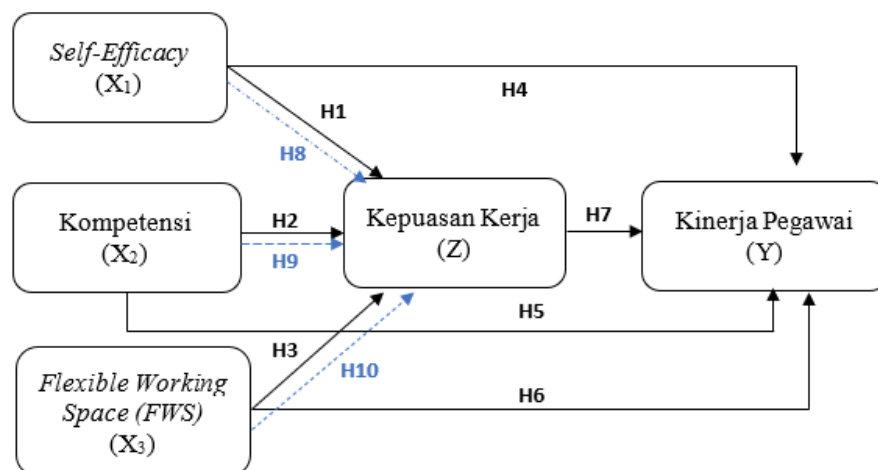 Self-Efficacy
(X₁)
H4
H1
H8
Kompetensi
(X₂)
H2
H9
Kepuasan Kerja
(Z)
H7
Kinerja Pegawai
(Y)
H5
H3
H10
Flexible Working
Space (FWS)
(X₃)
H6